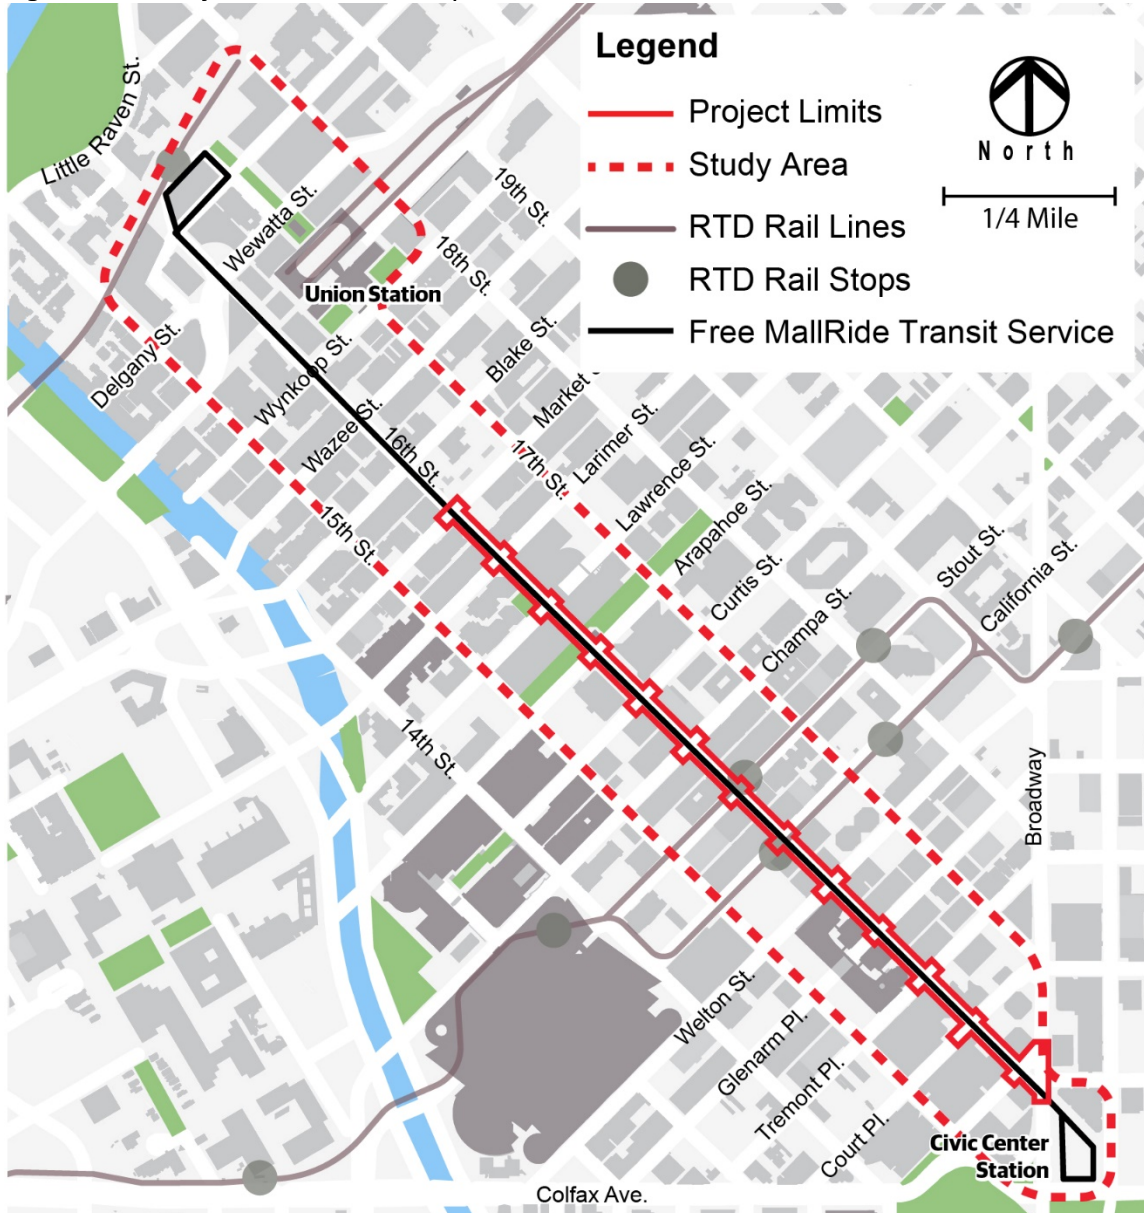 Legend
Project Limits
Study Area
RTD Rail Lines
RTD Rail Stops
Free MallRide Transit Service
North
1/4 Mile
Little Raven St.
Wewatta St.
19th St.
18th St.
Union Station
Delgany St.
Wynkoop St.
Wazee St.
Blake St.
Market
16th St.
17th St.
Larimer St.
Lawrence St.
15th St.
Arapahoe St.
Curtis St.
Champa St.
Stout St.
California St.
14th St.
Broadway
Welton St.
Glenarm Pl.
Tremont Pl.
Court Pl.
Civic Center
Station
Colfax Ave.